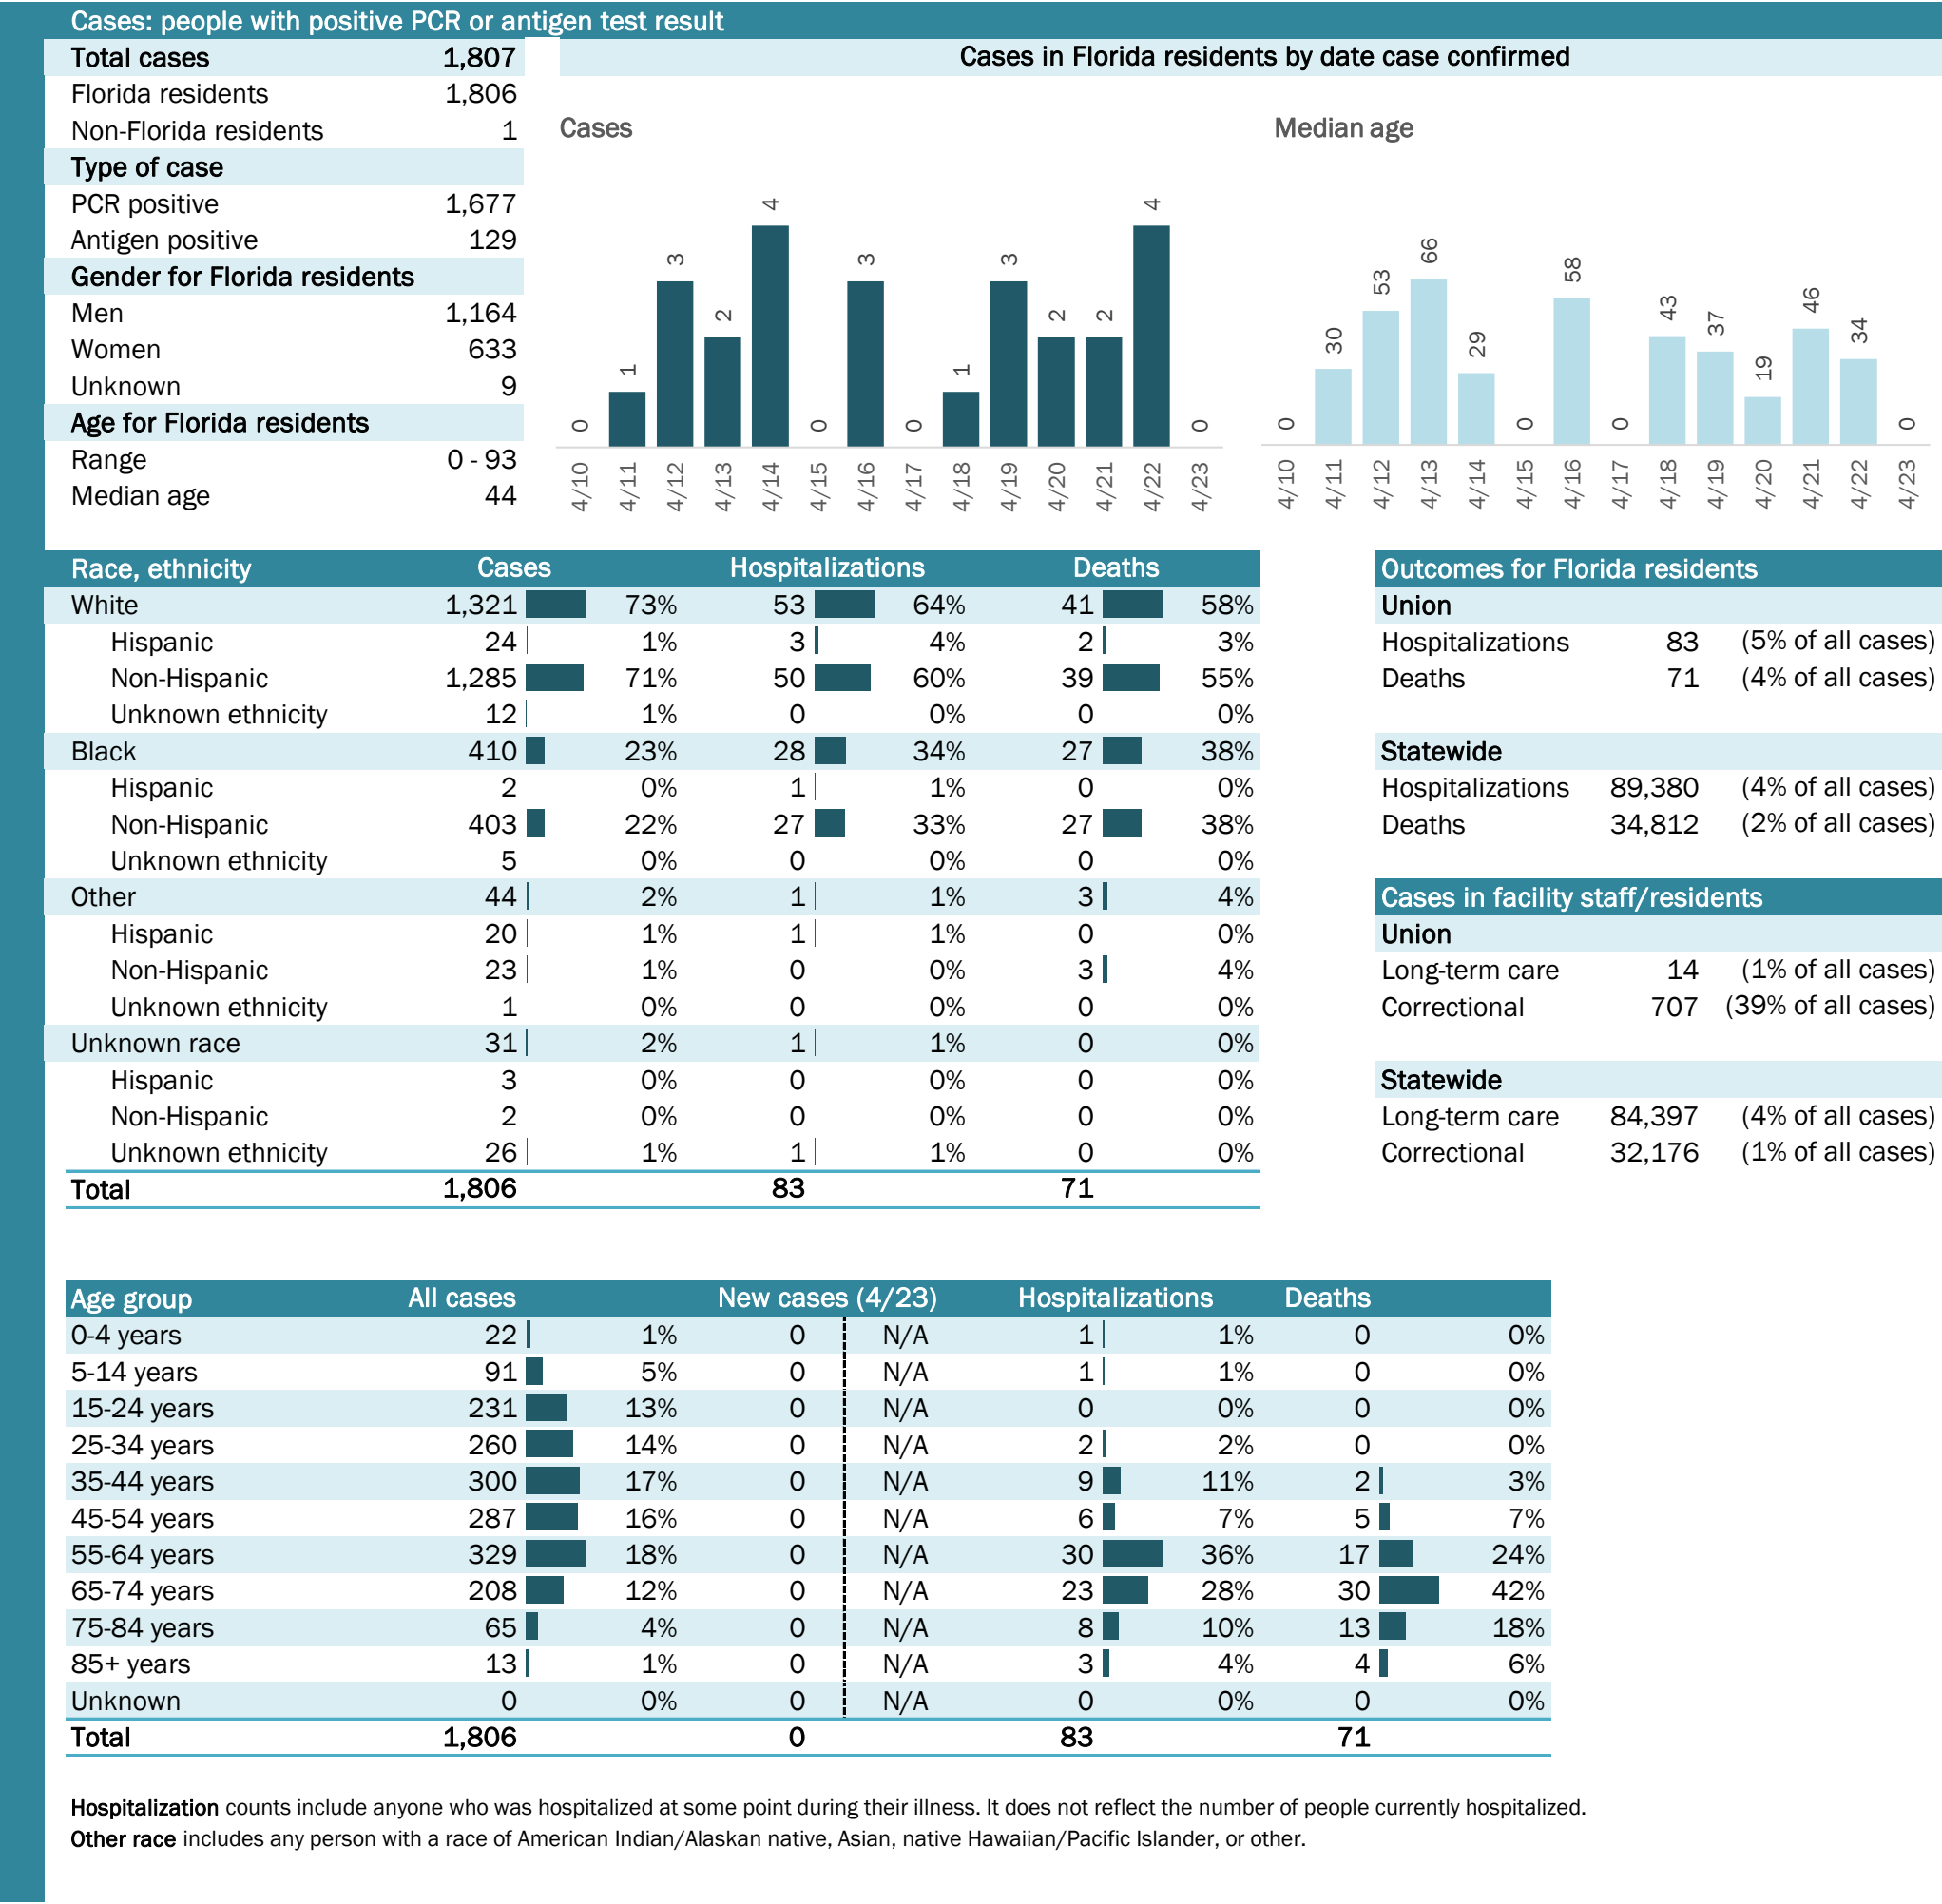 Cases: people with positive PCR or antigen test result
Total cases 1,807
Florida residents 1,806
Non-Florida residents 1
Type of case
PCR positive 1,677
Antigen positive 129
Gender for Florida residents
Men 1,164
Women 633
Unknown 9
Age for Florida residents
Range 0 - 93
Median age 44
Cases in Florida residents by date case confirmed
Cases
0 1 3 2 4 0 3 0 1 3 2 2 4 0
4/10 4/11 4/12 4/13 4/14 4/15 4/16 4/17 4/18 4/19 4/20 4/21 4/22 4/23
Median age
0 30 53 66 29 0 58 0 43 37 19 46 34 0
4/10 4/11 4/12 4/13 4/14 4/15 4/16 4/17 4/18 4/19 4/20 4/21 4/22 4/23
Race, ethnicity Cases Hospitalizations Deaths
White 1,321 73% 53 64% 41 58%
Hispanic 24 1% 3 4% 2 3%
Non-Hispanic 1,285 71% 50 60% 39 55%
Unknown ethnicity 12 1% 0 0% 0 0%
Black 410 23% 28 34% 27 38%
Hispanic 2 0% 1 1% 0 0%
Non-Hispanic 403 22% 27 33% 27 38%
Unknown ethnicity 5 0% 0 0% 0 0%
Other 44 2% 1 1% 3 4%
Hispanic 20 1% 1 1% 0 0%
Non-Hispanic 23 1% 0 0% 3 4%
Unknown ethnicity 1 0% 0 0% 0 0%
Unknown race 31 2% 1 1% 0 0%
Hispanic 3 0% 0 0% 0 0%
Non-Hispanic 2 0% 0 0% 0 0%
Unknown ethnicity 26 1% 1 1% 0 0%
Total 1,806 83 71
Outcomes for Florida residents
Union
Hospitalizations 83 (5% of all cases)
Deaths 71 (4% of all cases)
Statewide
Hospitalizations 89,380 (4% of all cases)
Deaths 34,812 (2% of all cases)
Cases in facility staff/residents
Union
Long-term care 14 (1% of all cases)
Correctional 707 (39% of all cases)
Statewide
Long-term care 84,397 (4% of all cases)
Correctional 32,176 (1% of all cases)
Age group All cases New cases (4/23) Hospitalizations Deaths
0-4 years 22 1% 0 N/A 1 1% 0 0%
5-14 years 91 5% 0 N/A 1 1% 0 0%
15-24 years 231 13% 0 N/A 0 0% 0 0%
25-34 years 260 14% 0 N/A 2 2% 0 0%
35-44 years 300 17% 0 N/A 9 11% 2 3%
45-54 years 287 16% 0 N/A 6 7% 5 7%
55-64 years 329 18% 0 N/A 30 36% 17 24%
65-74 years 208 12% 0 N/A 23 28% 30 42%
75-84 years 65 4% 0 N/A 8 10% 13 18%
85+ years 13 1% 0 N/A 3 4% 4 6%
Unknown 0 0% 0 N/A 0 0% 0 0%
Total 1,806 0 83 71
Hospitalization counts include anyone who was hospitalized at some point during their illness. It does not reflect the number of people currently hospitalized.
Other race includes any person with a race of American Indian/Alaskan native, Asian, native Hawaiian/Pacific Islander, or other.